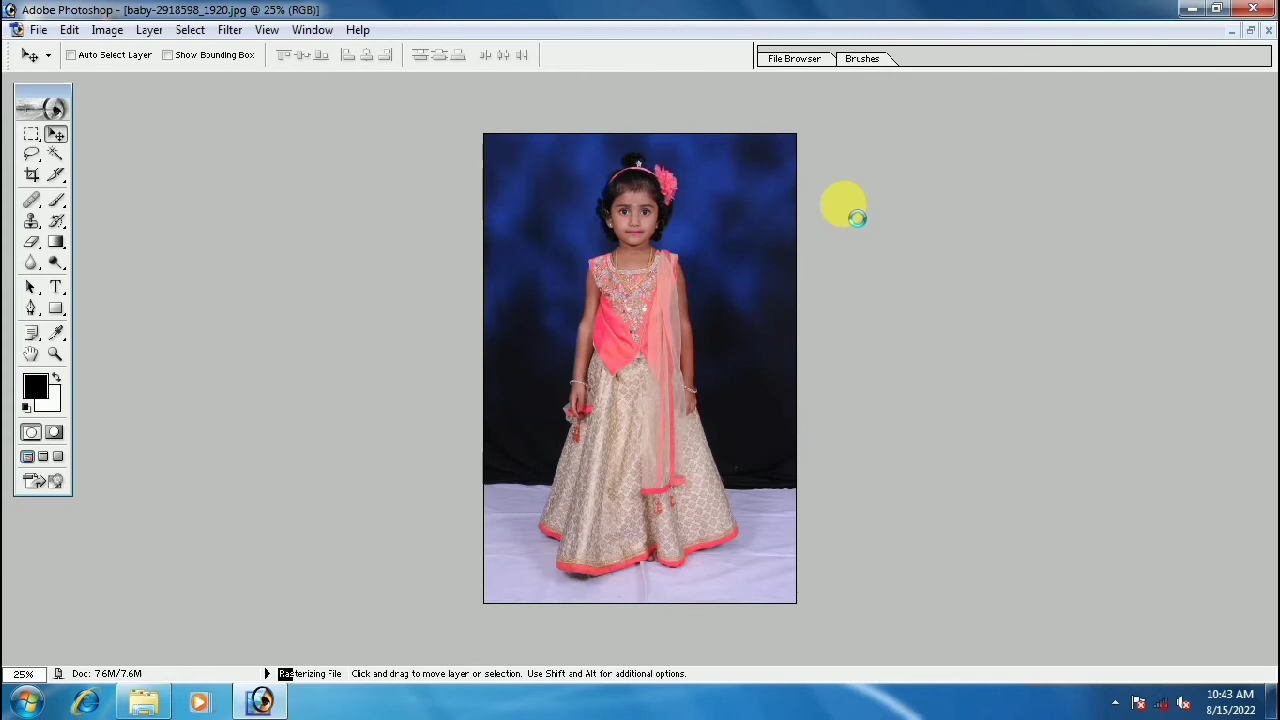 Adobe Photoshop - [baby-2918598_1920.jpg @ 25% (RGB)]
File Edit Image Layer Select Filter View Window Help
Auto Select Layer Show Bounding Box
File Browser Brushes
T
25% Doc: 7.6M/7.6M Rasterizing File Click and drag to move layer or selection. Use Shift and Alt for additional options.
10:43 AM
8/15/2022